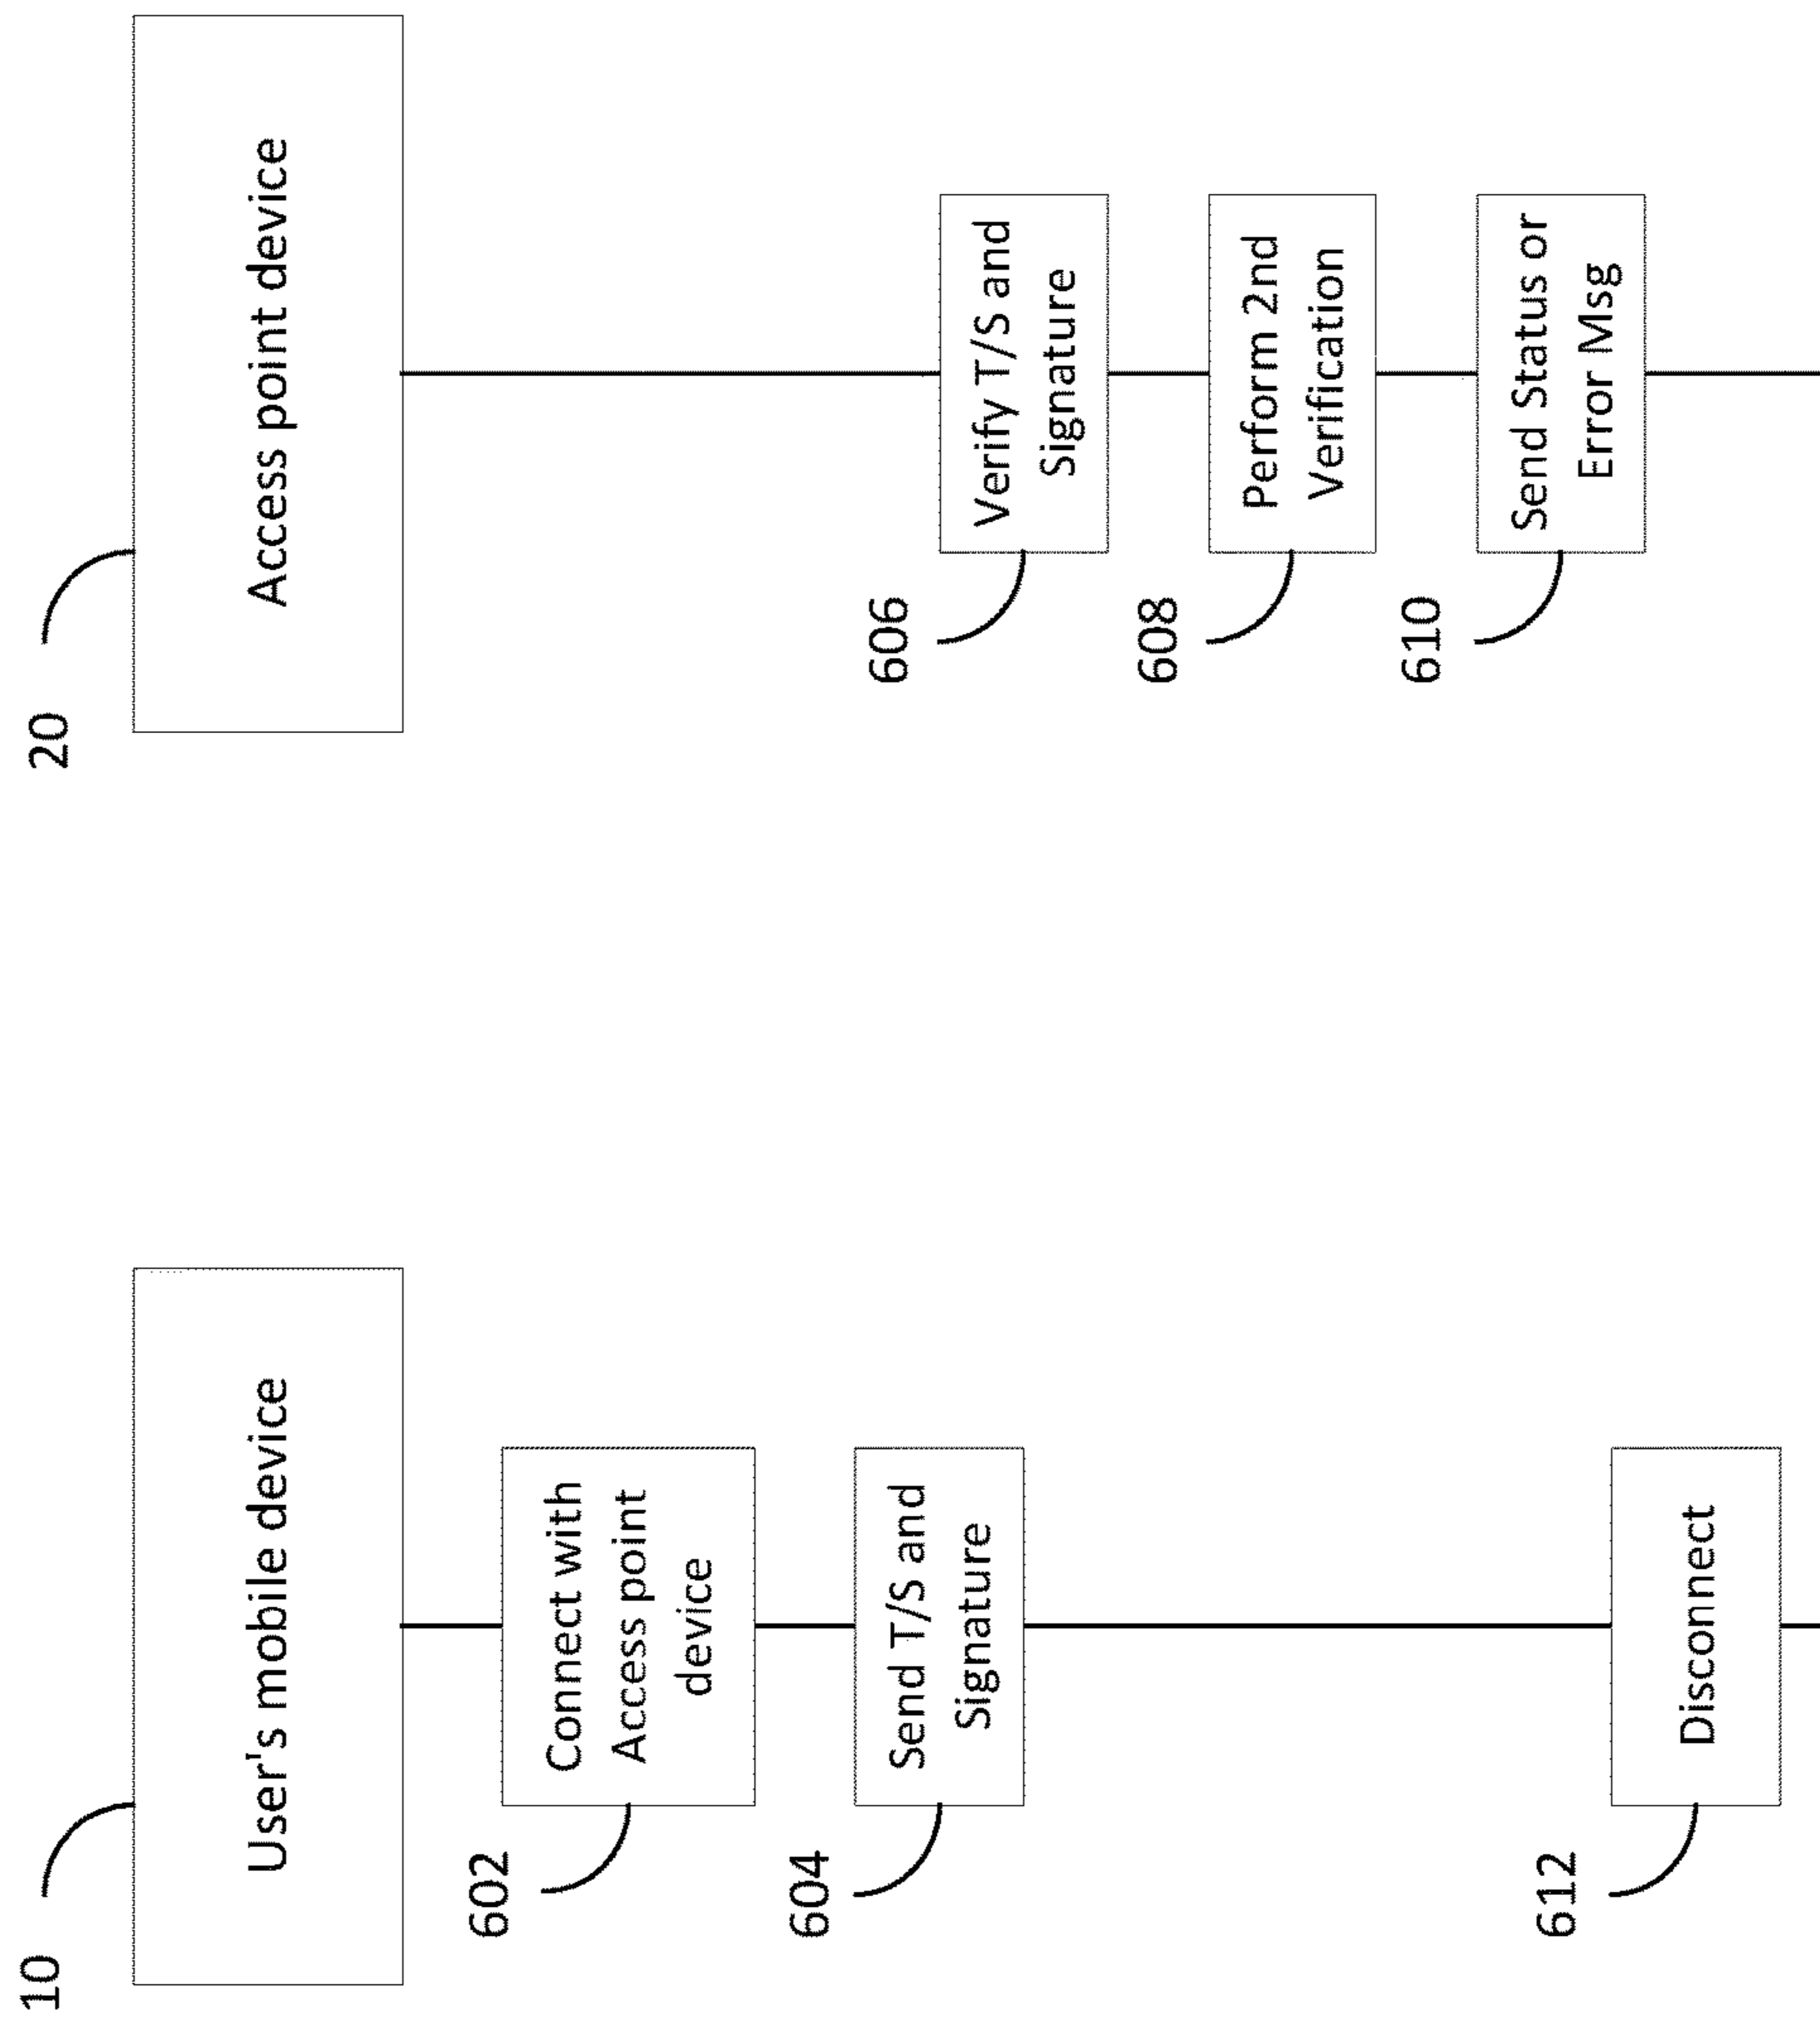 10
User's mobile device
20
Access point device
602
Connect with
Access point
device
604
Send T/S and
Signature
606
Verify T/S and
Signature
608
Perform 2nd
Verification
610
Send Status or
Error Msg
612
Disconnect